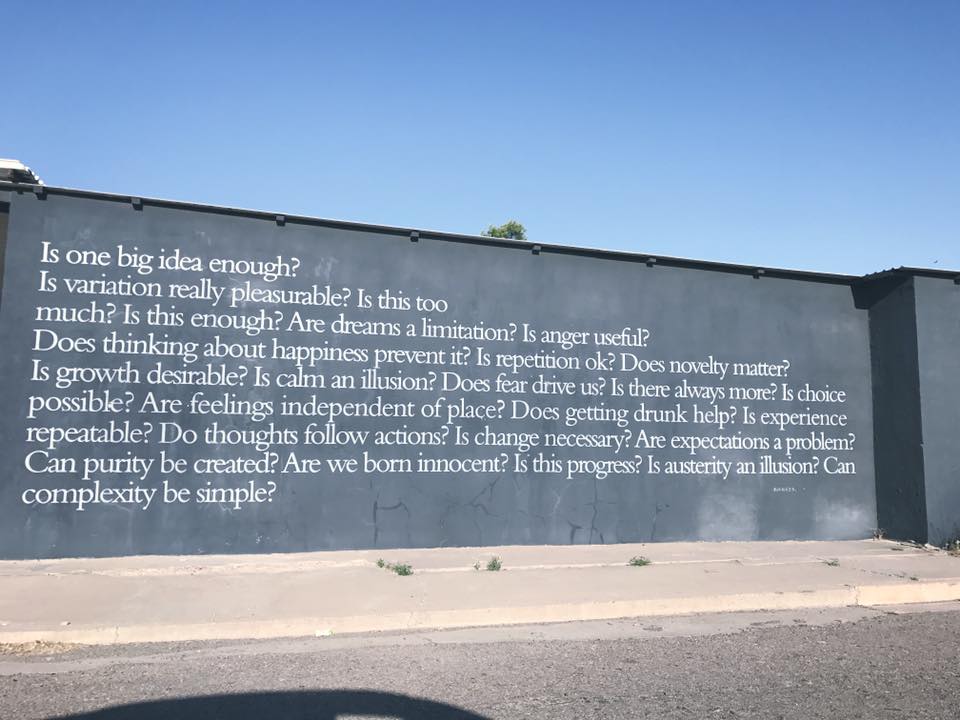 Is one big idea enough?
Is variation really pleasurable? Is this too
much? Is this enough? Are dreams a limitation? Is anger useful?
Does thinking about happiness prevent it? Is repetition ok? Does novelty matter?
Is growth desirable? Is calm an illusion? Does fear drive us? Is there always more? Is choice
possible? Are feelings independent of place? Does getting drunk help? Is experience
repeatable? Do thoughts follow actions? Is change necessary? Are expectations a problem?
Can purity be created? Are we born innocent? Is this progress? Is austerity an illusion? Can
complexity be simple?